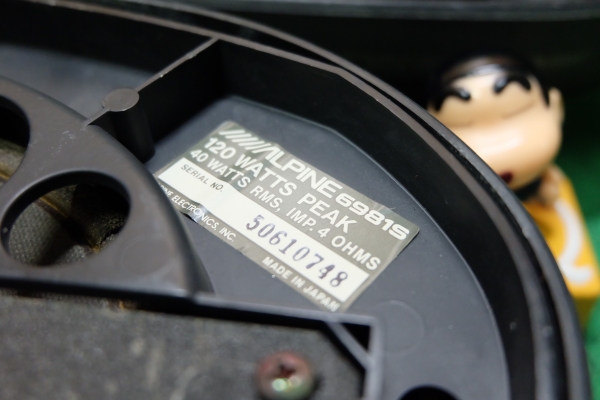 ALPINE 6981S
120 WATTS PEAK
40 WATTS RMS, IMP. 4 OHMS
SERIAL NO.
50610748
ELECTRONICS, INC.
MADE IN JAPAN